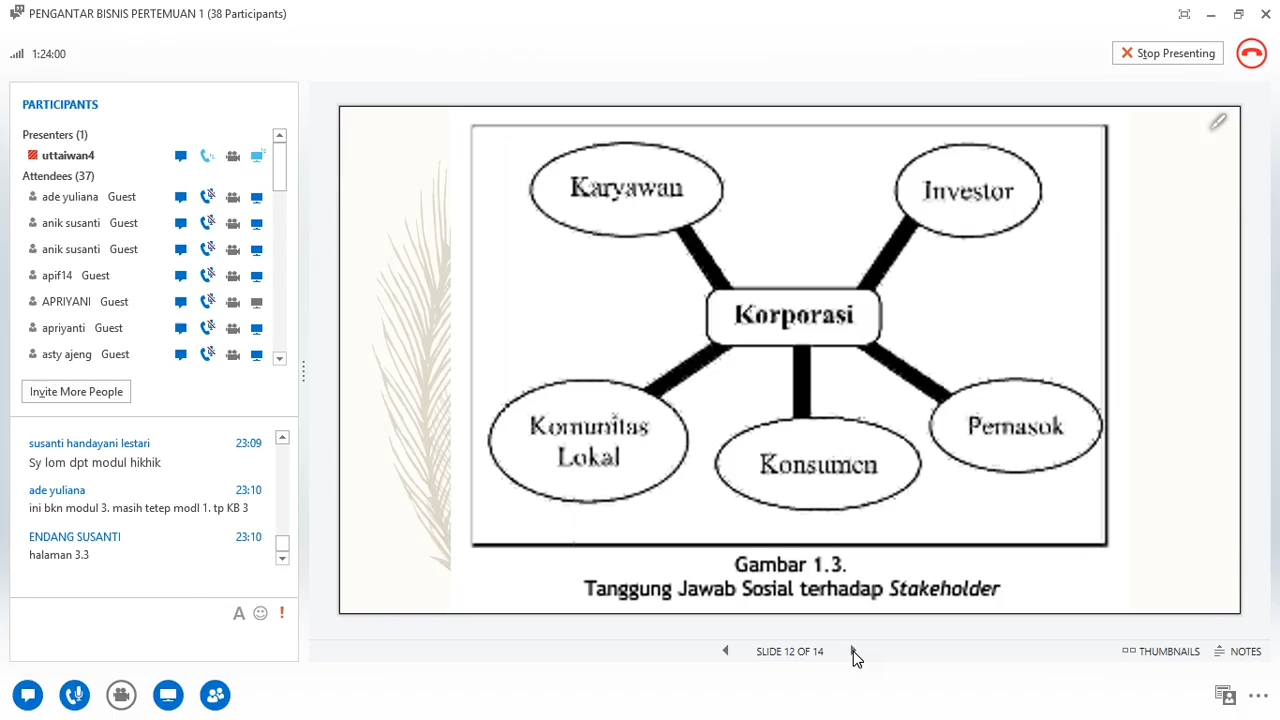 PENGANTAR BISNIS PERTEMUAN 1 (38 Participants)
1:24:00
Stop Presenting
PARTICIPANTS
Presenters (1)
uttaiwan4
Attendees (37)
ade yuliana Guest
anik susanti Guest
anik susanti Guest
apif14 Guest
APRIYANI Guest
apriyanti Guest
asty ajeng Guest
Invite More People
susanti handayani lestari 23:09
Sy lom dpt modul hikhik
ade yuliana 23:10
ini bkn modul 3. masih tetep modl 1. tp KB 3
ENDANG SUSANTI 23:10
halaman 3.3
A
Karyawan
Investor
Korporasi
Komunitas
Lokal
Konsumen
Pemasok
Gambar 1.3.
Tanggung Jawab Sosial terhadap Stakeholder
SLIDE 12 OF 14
THUMBNAILS
NOTES